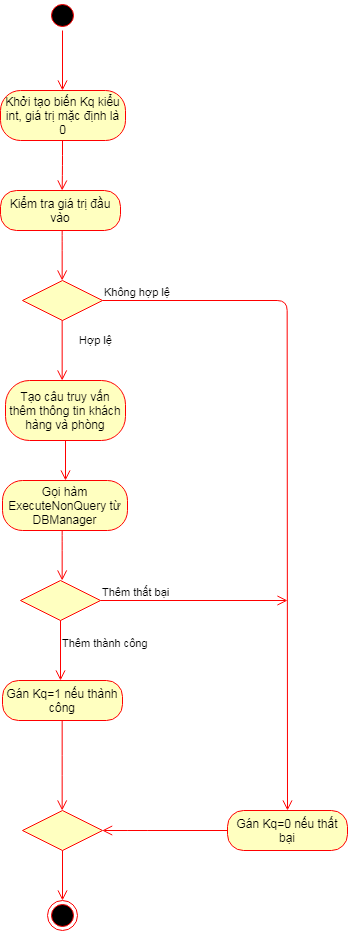 Khởi tạo biến Kq kiểu
int, giá trị mặc định là
0
Kiểm tra giá trị đầu
vào
Không hợp lệ
Hợp lệ
Tạo câu truy vấn
thêm thông tin khách
hàng và phòng
Gọi hàm
ExecuteNonQuery từ
DBManager
Thêm thất bại
Thêm thành công
Gán Kq=1 nếu thành
công
Gán Kq=0 nếu thất
bại